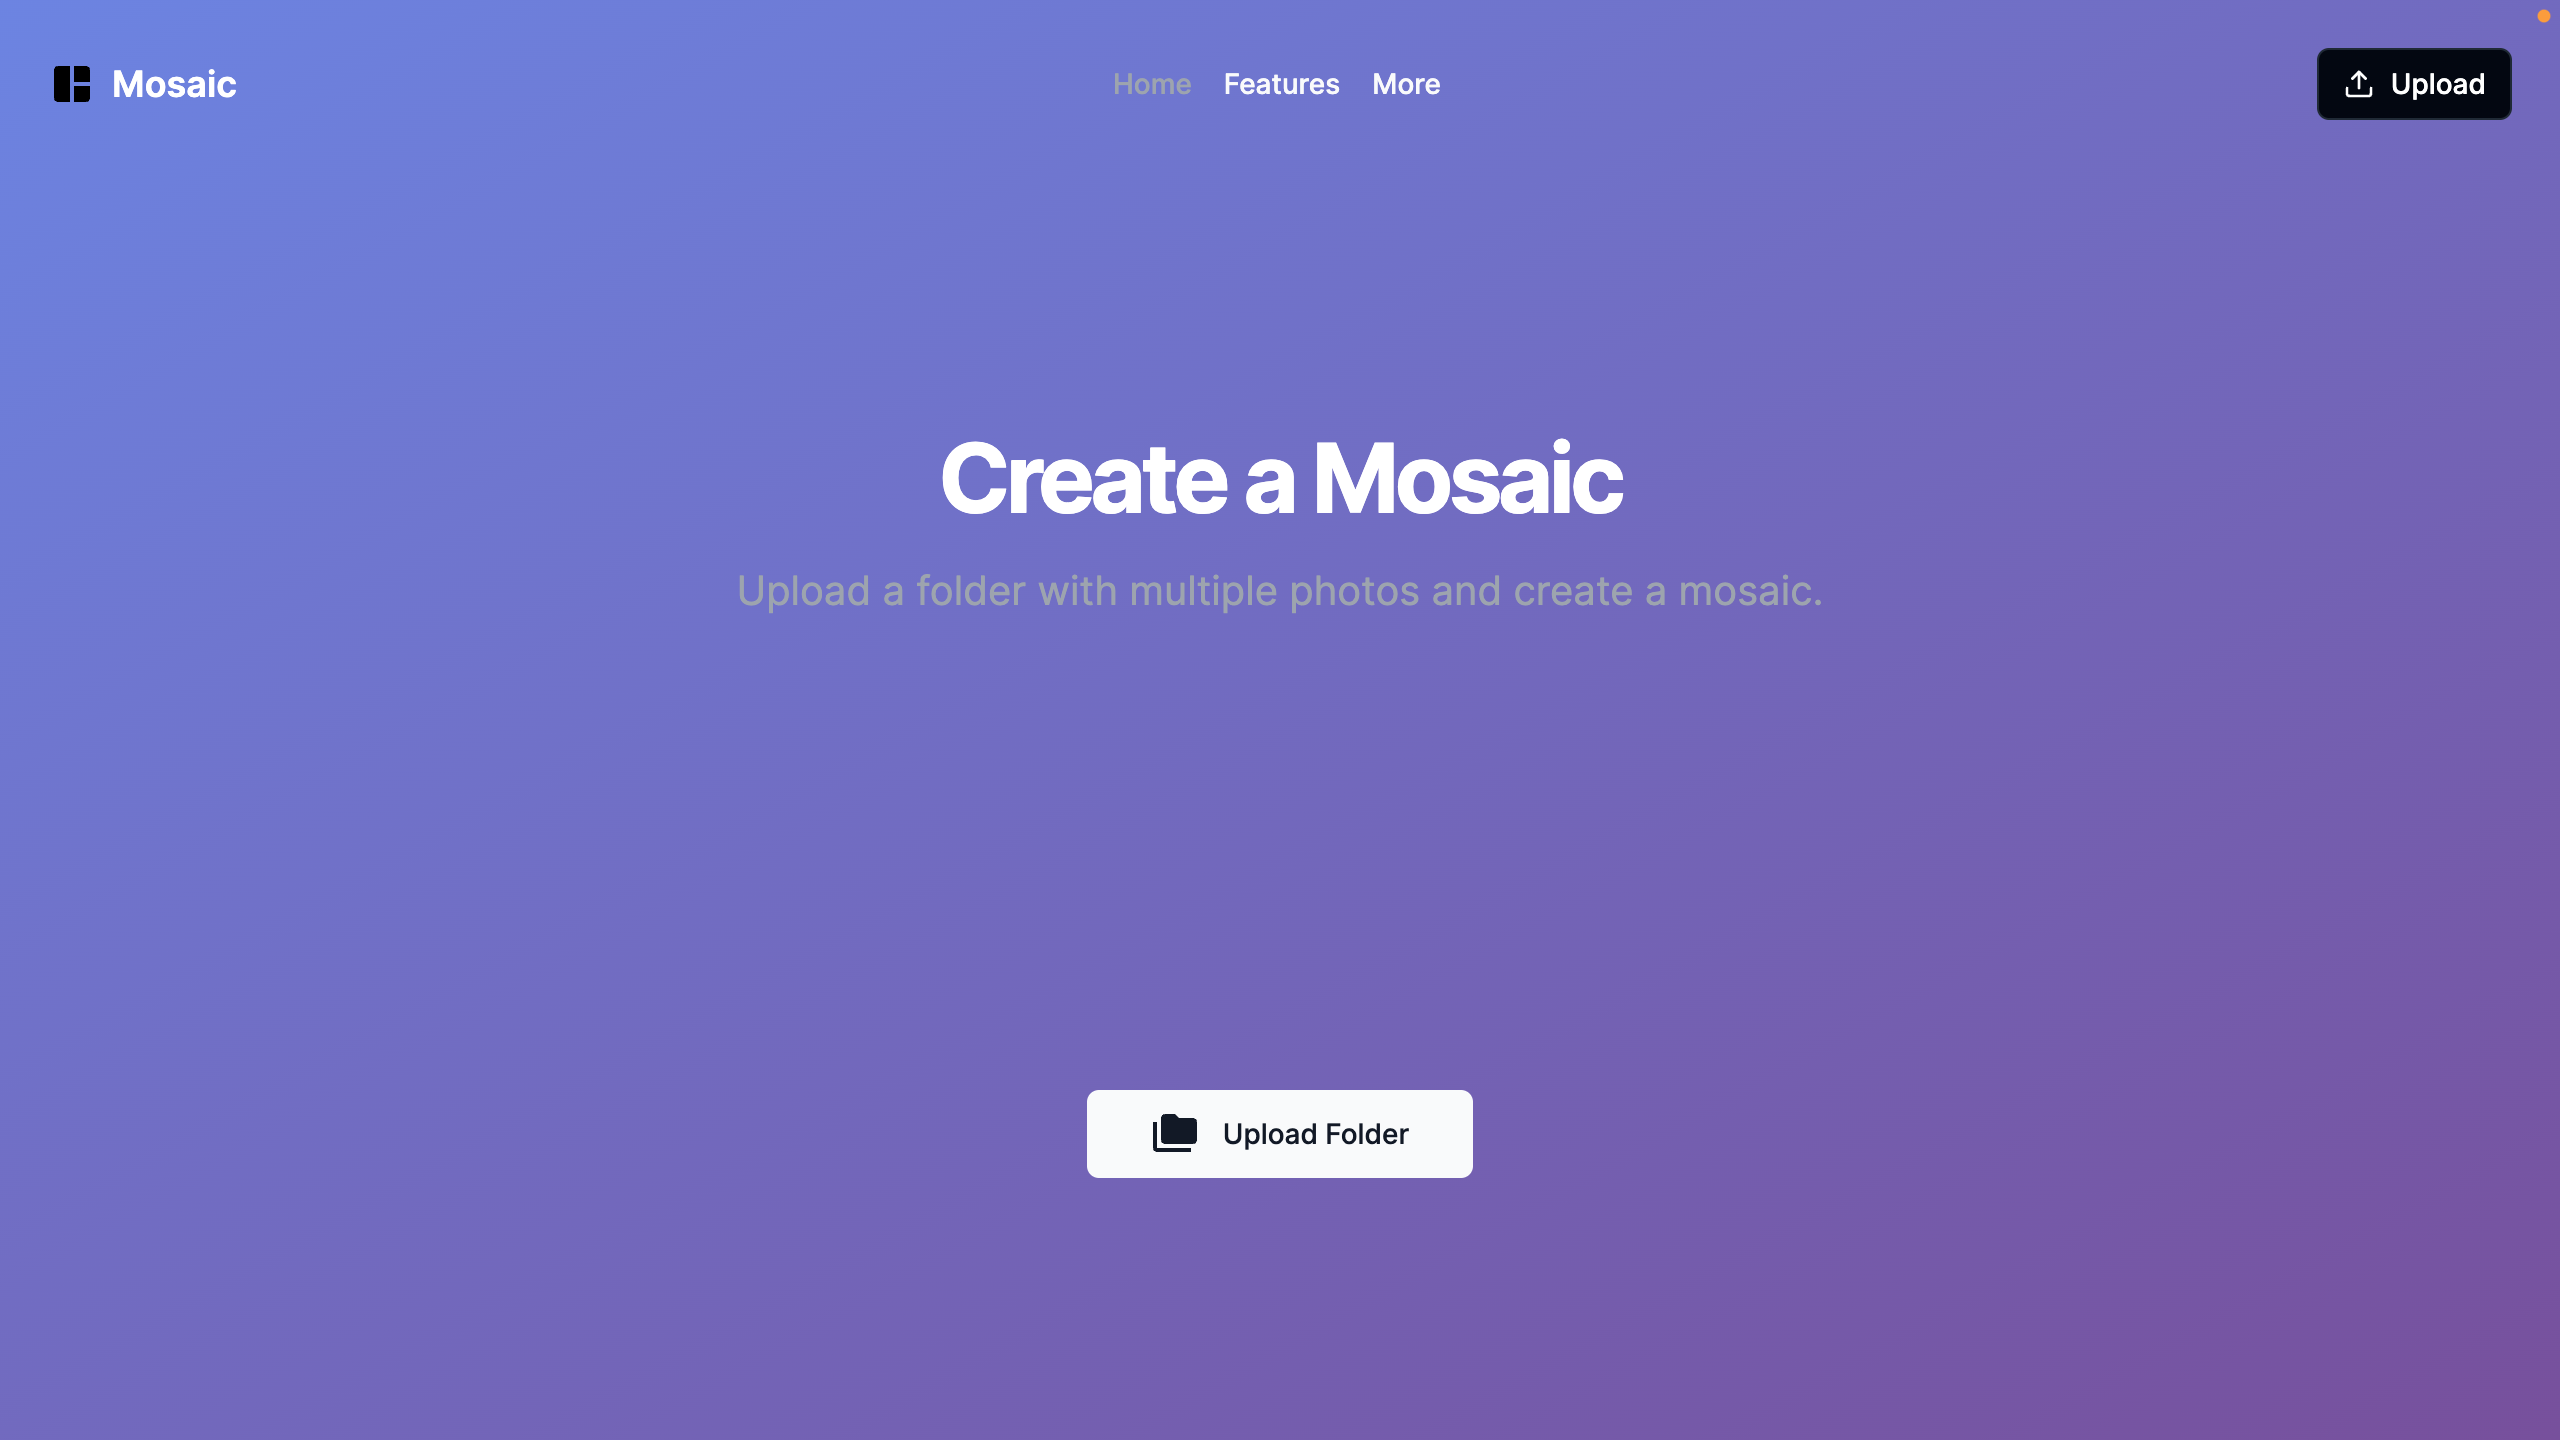 Mosaic
Home Features More
Upload
Create a Mosaic
Upload a folder with multiple photos and create a mosaic.
Upload Folder